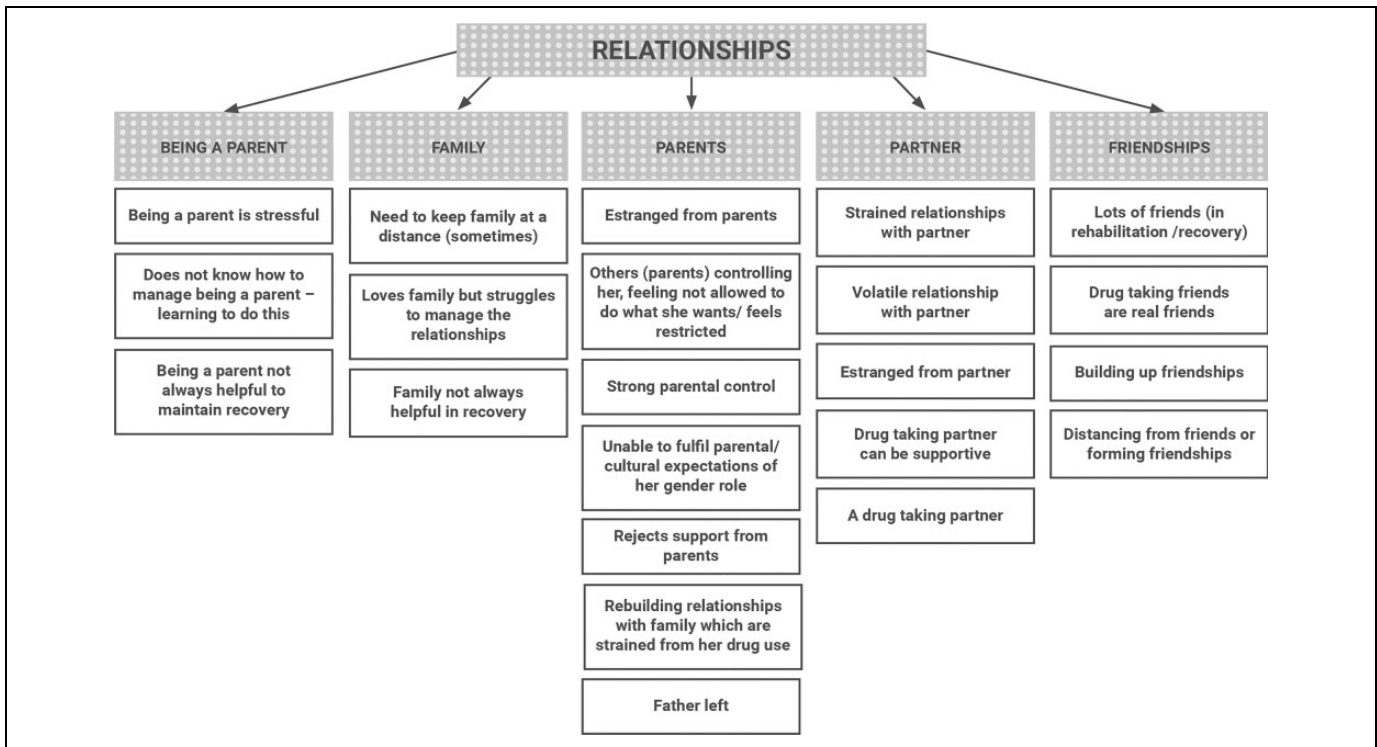 RELATIONSHIPS
BEING A PARENT
Being a parent is stressful
Does not know how to
manage being a parent –
learning to do this
Being a parent not
always helpful to
maintain recovery
FAMILY
Need to keep family at a
distance (sometimes)
Loves family but struggles
to manage the
relationships
Family not always
helpful in recovery
PARENTS
Estranged from parents
Others (parents) controlling
her, feeling not allowed to
do what she wants/ feels
restricted
Strong parental control
Unable to fulfil parental/
cultural expectations of
her gender role
Rejects support from
parents
Rebuilding relationships
with family which are
strained from her drug use
Father left
PARTNER
Strained relationships
with partner
Volatile relationship
with partner
Estranged from partner
Drug taking partner
can be supportive
A drug taking partner
FRIENDSHIPS
Lots of friends (in
rehabilitation /recovery)
Drug taking friends
are real friends
Building up friendships
Distancing from friends or
forming friendships